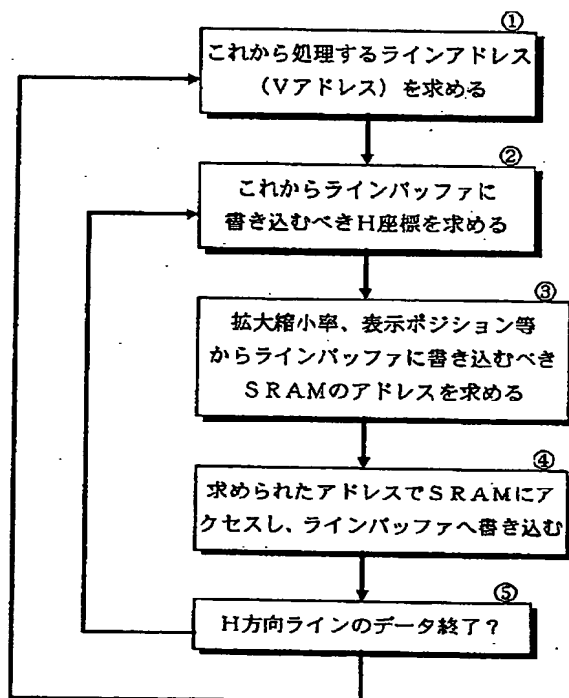 ①
これから処理するラインアドレス
(Vアドレス)を求める
②
これからラインバッファに
書き込むべきH座標を求める
③
拡大縮小率、表示ポジション等
からラインバッファに書き込むべき
SRAMのアドレスを求める
④
求められたアドレスでSRAMにア
クセスし、ラインバッファへ書き込む
⑤
H方向ラインのデータ終了?